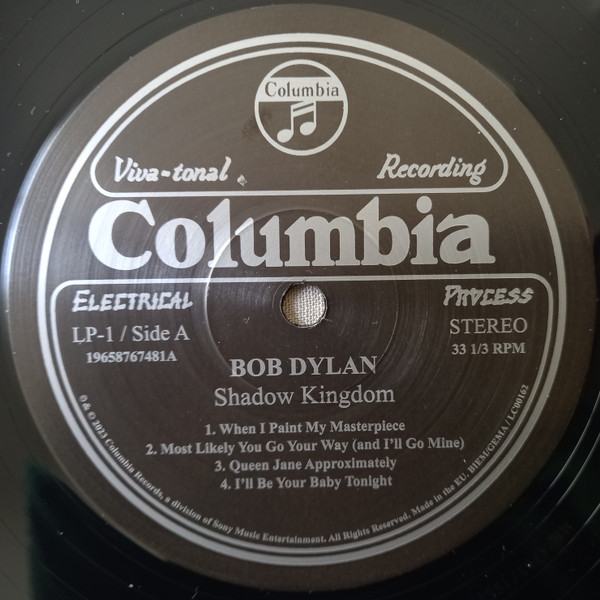 Columbia
Viva-tonal Recording
Columbia
ELECTRICAL PROCESS
LP-1 / Side A STEREO
19658767481A 33 1/3 RPM
BOB DYLAN
Shadow Kingdom
1. When I Paint My Masterpiece
2. Most Likely You Go Your Way (and I'll Go Mine)
3. Queen Jane Approximately
4. I'll Be Your Baby Tonight
℗ & © 2023 Columbia Records, a division of Sony Music Entertainment. All Rights Reserved. Made in the EU. BIEM/GEMA / LC00162